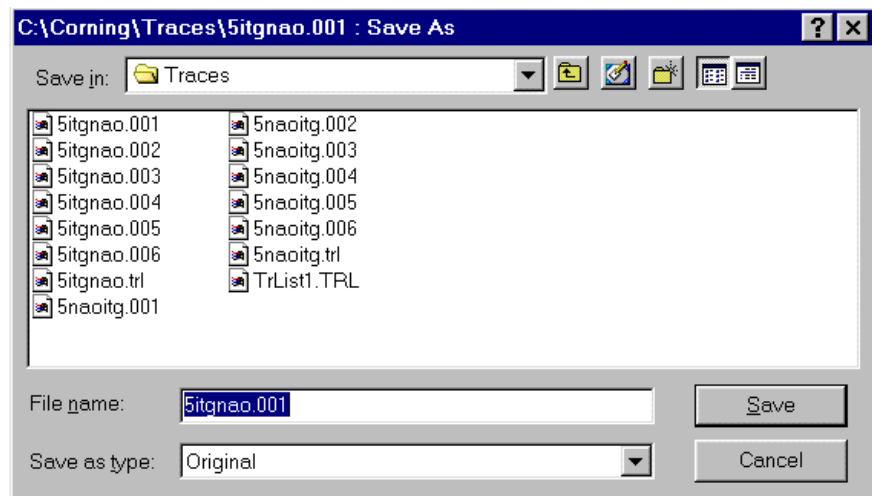 C:\Corning\Traces\5itgnao.001 : Save As
Save in: Traces
5itgnao.001
5itgnao.002
5itgnao.003
5itgnao.004
5itgnao.005
5itgnao.006
5itgnao.trl
5naoitg.001
5naoitg.002
5naoitg.003
5naoitg.004
5naoitg.005
5naoitg.006
5naoitg.trl
TrList1.TRL
File name: 5itgnao.001 Save
Save as type: Original Cancel